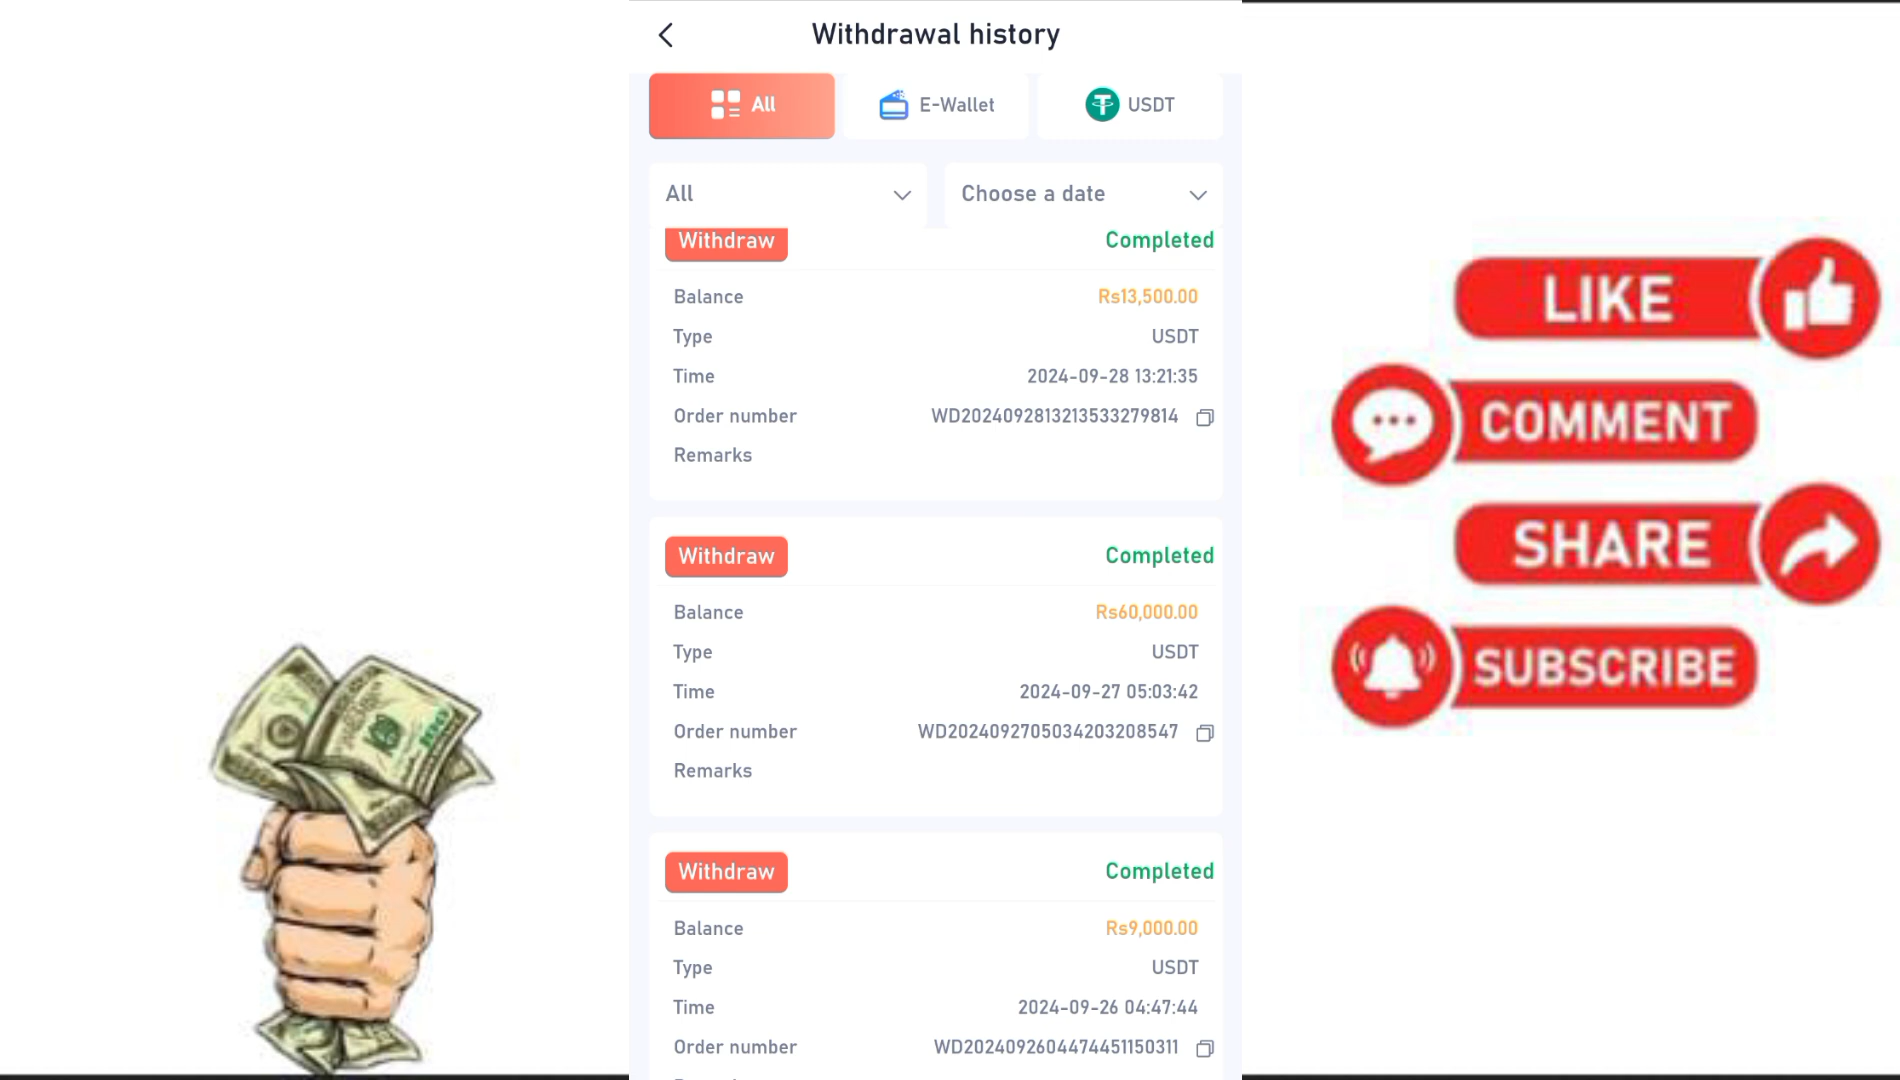 Withdrawal history
All
E-Wallet
USDT
All
Choose a date
Withdraw
Completed
Balance
Rs13,500.00
Type
USDT
Time
2024-09-28 13:21:35
Order number
WD2024092813213533279814
Remarks
Withdraw
Completed
Balance
Rs60,000.00
Type
USDT
Time
2024-09-27 05:03:42
Order number
WD2024092705034203208547
Remarks
Withdraw
Completed
Balance
Rs9,000.00
Type
USDT
Time
2024-09-26 04:47:44
Order number
WD2024092604474451150311
LIKE
COMMENT
SHARE
SUBSCRIBE